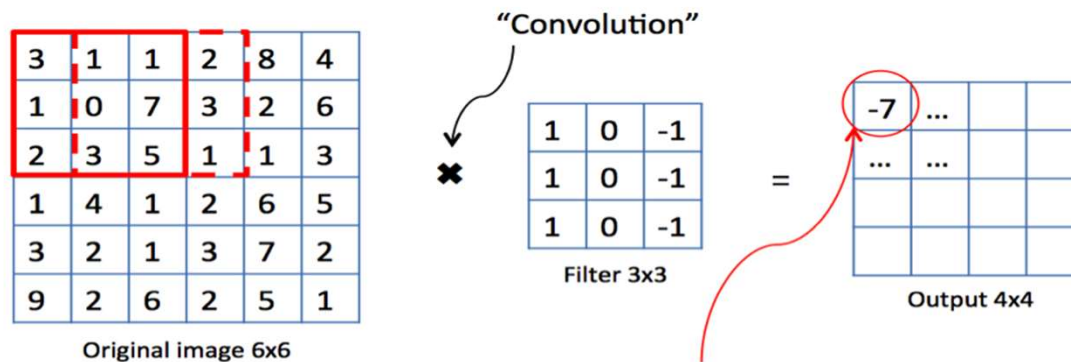 “Convolution”
3 1 1 2 8 4
1 0 7 3 2 6
2 3 5 1 1 3
1 4 1 2 6 5
3 2 1 3 7 2
9 2 6 2 5 1
Original image 6x6
×
1 0 -1
1 0 -1
1 0 -1
Filter 3x3
=
-7 ...
... ...
Output 4x4